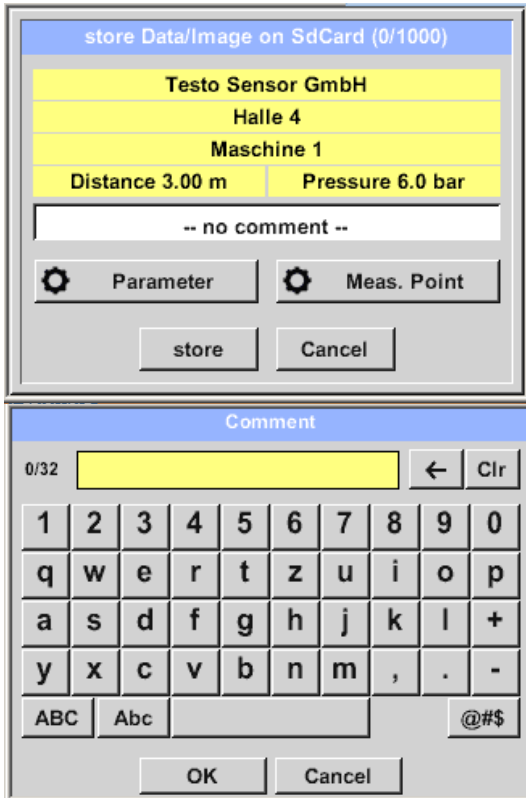 store Data/Image on SdCard (0/1000)
Testo Sensor GmbH
Halle 4
Maschine 1
Distance 3.00 m Pressure 6.0 bar
-- no comment --
Parameter Meas. Point
store Cancel
Comment
0/32 ← Clr
1 2 3 4 5 6 7 8 9 0
q w e r t z u i o p
a s d f g h j k l +
y x c v b n m , . -
ABC Abc @#$
OK Cancel